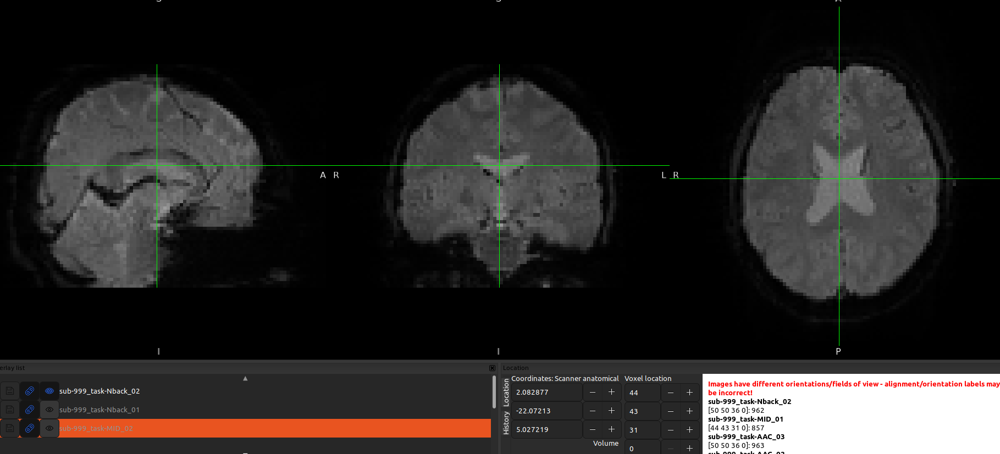 A R
L R
I
I
P
erlay list
Location
sub-999_task-Nback_02
sub-999_task-Nback_01
sub-999_task-MID_02
Location
History
Coordinates: Scanner anatomical
Voxel location
2.082877
44
-22.07213
43
5.027219
31
Volume
0
Images have different orientations/fields of view - alignment/orientation labels may
be incorrect!
sub-999_task-Nback_02
[50 50 36 0]: 962
sub-999_task-MID_01
[44 43 31 0]: 857
sub-999_task-AAC_03
[50 50 36 0]: 963